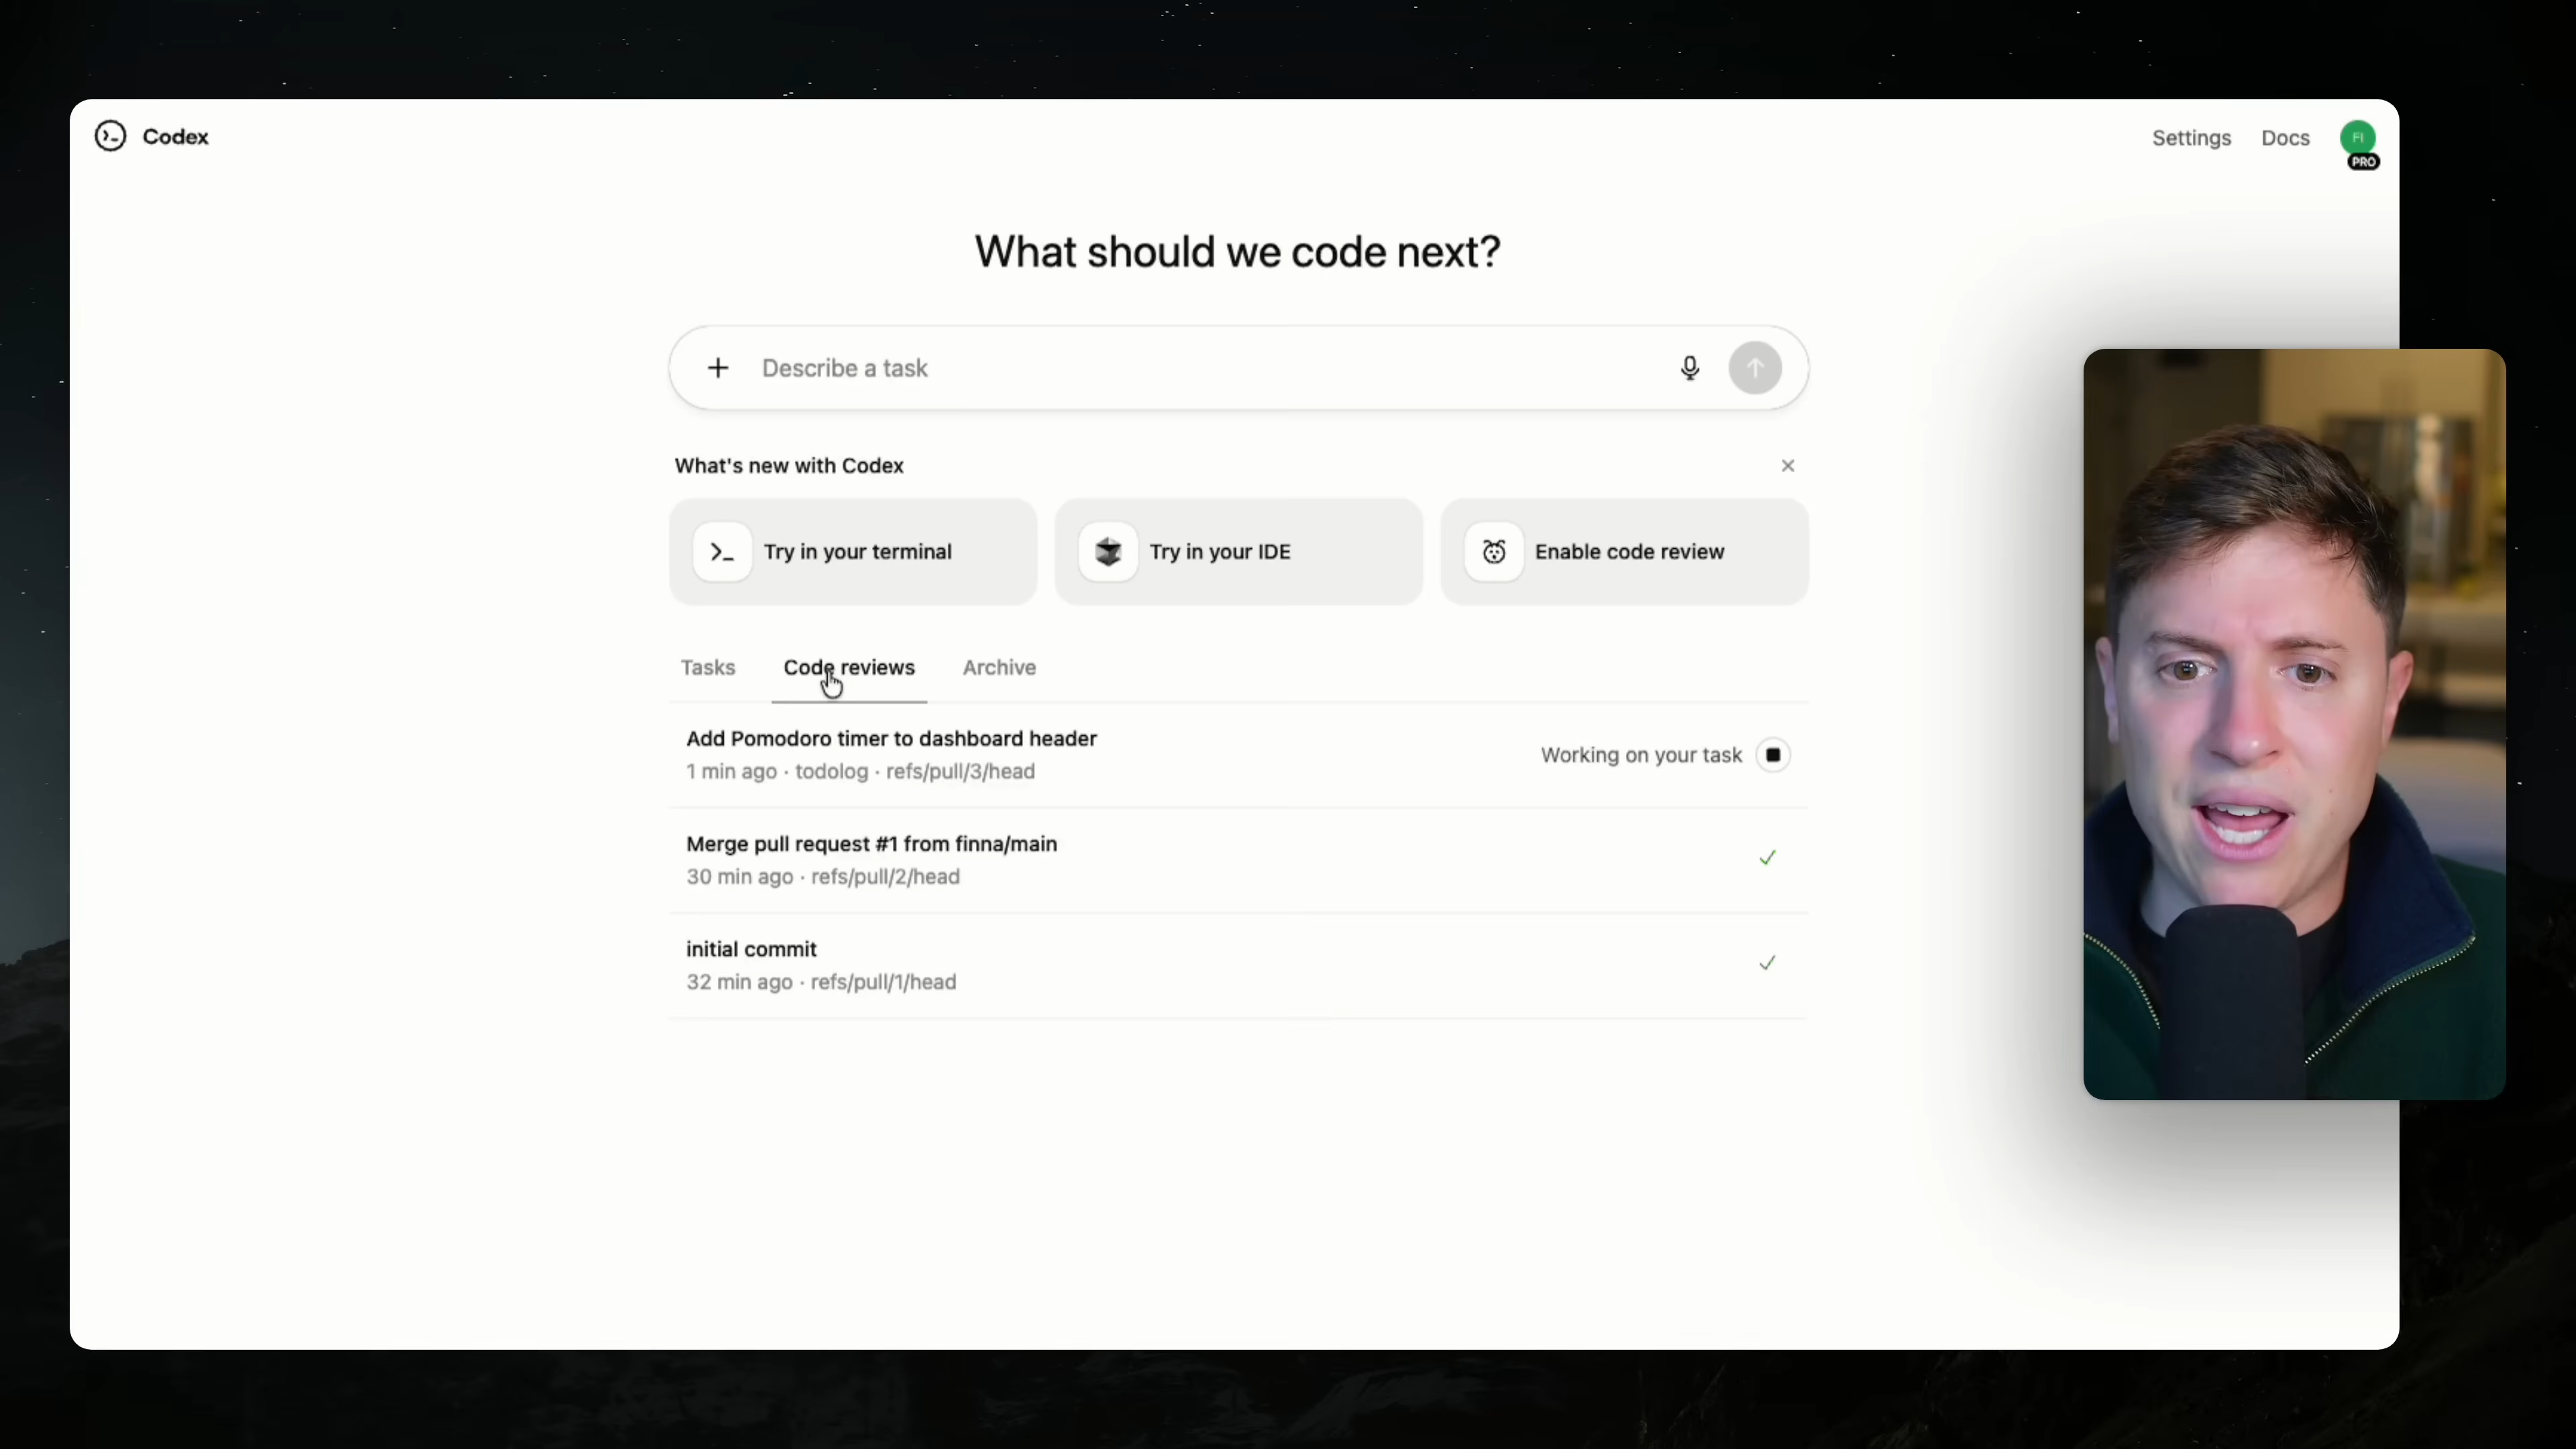 Codex
Settings
Docs
FI
PRO
What should we code next?
Describe a task
What's new with Codex
Try in your terminal
Try in your IDE
Enable code review
Tasks
Code reviews
Archive
Add Pomodoro timer to dashboard header
Working on your task
1 min ago · todolog · refs/pull/3/head
Merge pull request #1 from finna/main
30 min ago · refs/pull/2/head
initial commit
32 min ago · refs/pull/1/head